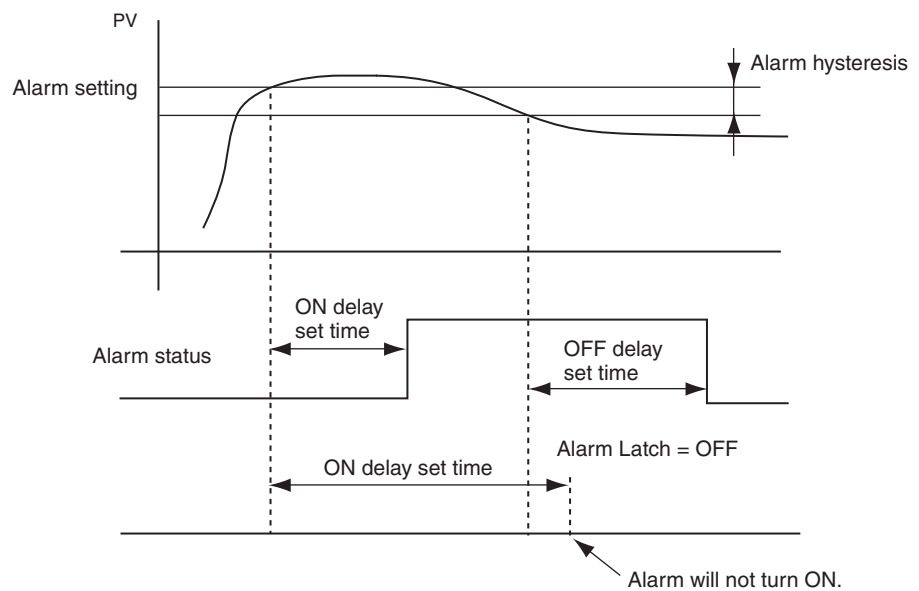 PV
Alarm hysteresis
Alarm setting
ON delay
set time
Alarm status
OFF delay
set time
Alarm Latch = OFF
ON delay set time
Alarm will not turn ON.